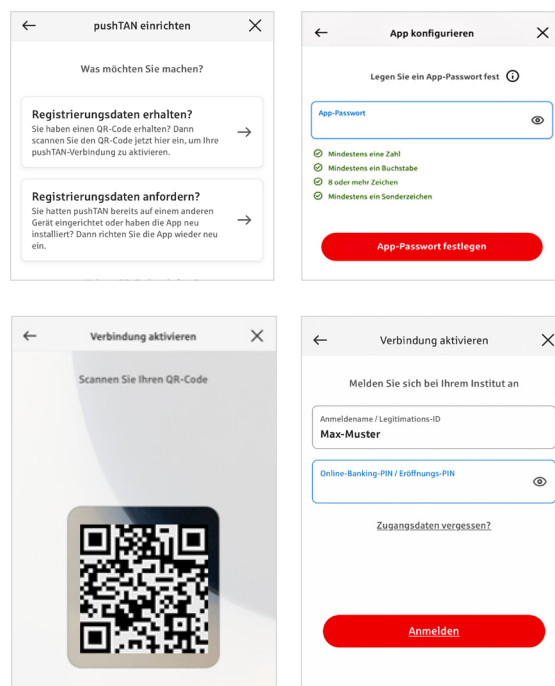 pushTAN einrichten
Was möchten Sie machen?
Registrierungsdaten erhalten?
Sie haben einen QR-Code erhalten? Dann
scannen Sie den QR-Code jetzt hier ein, um Ihre
pushTAN-Verbindung zu aktivieren.
Registrierungsdaten anfordern?
Sie hatten pushTAN bereits auf einem anderen
Gerät eingerichtet oder haben die App neu
installiert? Dann richten Sie die App wieder neu
ein.
App konfigurieren
Legen Sie ein App-Passwort fest
App-Passwort
Mindestens eine Zahl
Mindestens ein Buchstabe
8 oder mehr Zeichen
Mindestens ein Sonderzeichen
App-Passwort festlegen
Verbindung aktivieren
Scannen Sie Ihren QR-Code
Verbindung aktivieren
Melden Sie sich bei Ihrem Institut an
Anmeldename / Legitimations-ID
Max-Muster
Online-Banking-PIN / Eröffnungs-PIN
Zugangsdaten vergessen?
Anmelden